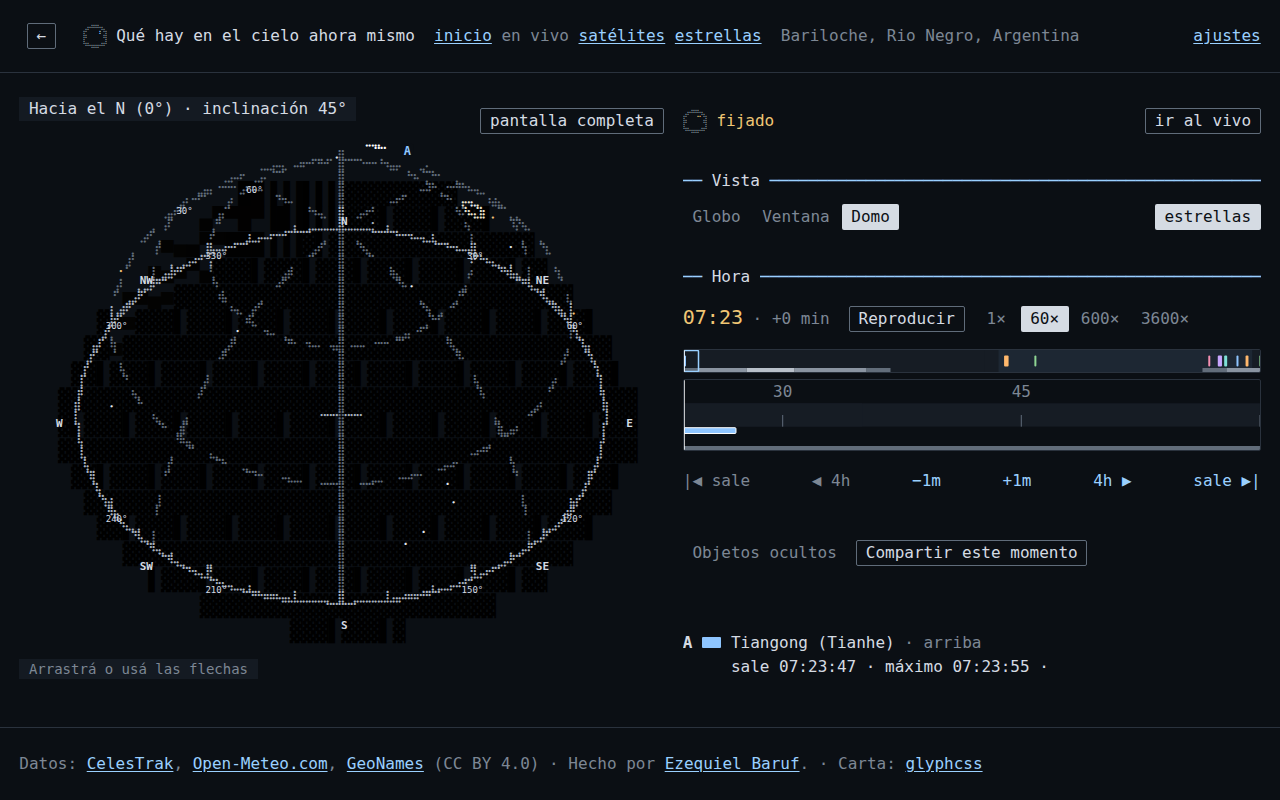 ← Qué hay en el cielo ahora mismo inicio en vivo satélites estrellas Bariloche, Rio Negro, Argentina ajustes
Hacia el N (0°) · inclinación 45°
pantalla completa
fijado
ir al vivo
A
60°
30°
N
330°
30°
NW
NE
300°
60°
W
E
240°
120°
SW
SE
210°
150°
S
Arrastrá o usá las flechas
Vista
Globo Ventana Domo estrellas
Hora
07:23 · +0 min Reproducir 1× 60× 600× 3600×
30 45
|◀ sale ◀ 4h −1m +1m 4h ▶ sale ▶|
Objetos ocultos Compartir este momento
A Tiangong (Tianhe) · arriba
sale 07:23:47 · máximo 07:23:55 ·
Datos: CelesTrak, Open-Meteo.com, GeoNames (CC BY 4.0) · Hecho por Ezequiel Baruf. · Carta: glyphcss